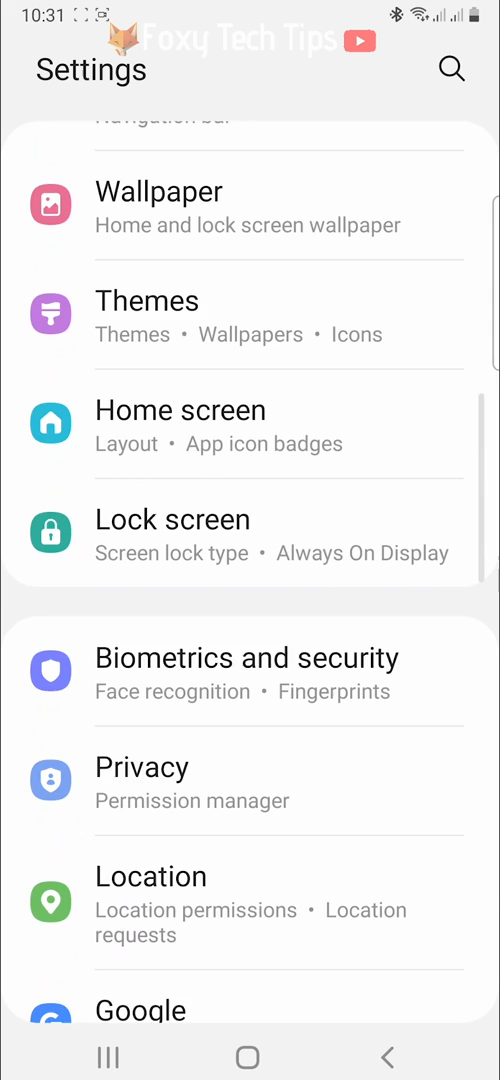 10:31
Foxy Tech Tips
Settings
Navigation bar
Wallpaper
Home and lock screen wallpaper
Themes
Themes • Wallpapers • Icons
Home screen
Layout • App icon badges
Lock screen
Screen lock type • Always On Display
Biometrics and security
Face recognition • Fingerprints
Privacy
Permission manager
Location
Location permissions • Location
requests
Google